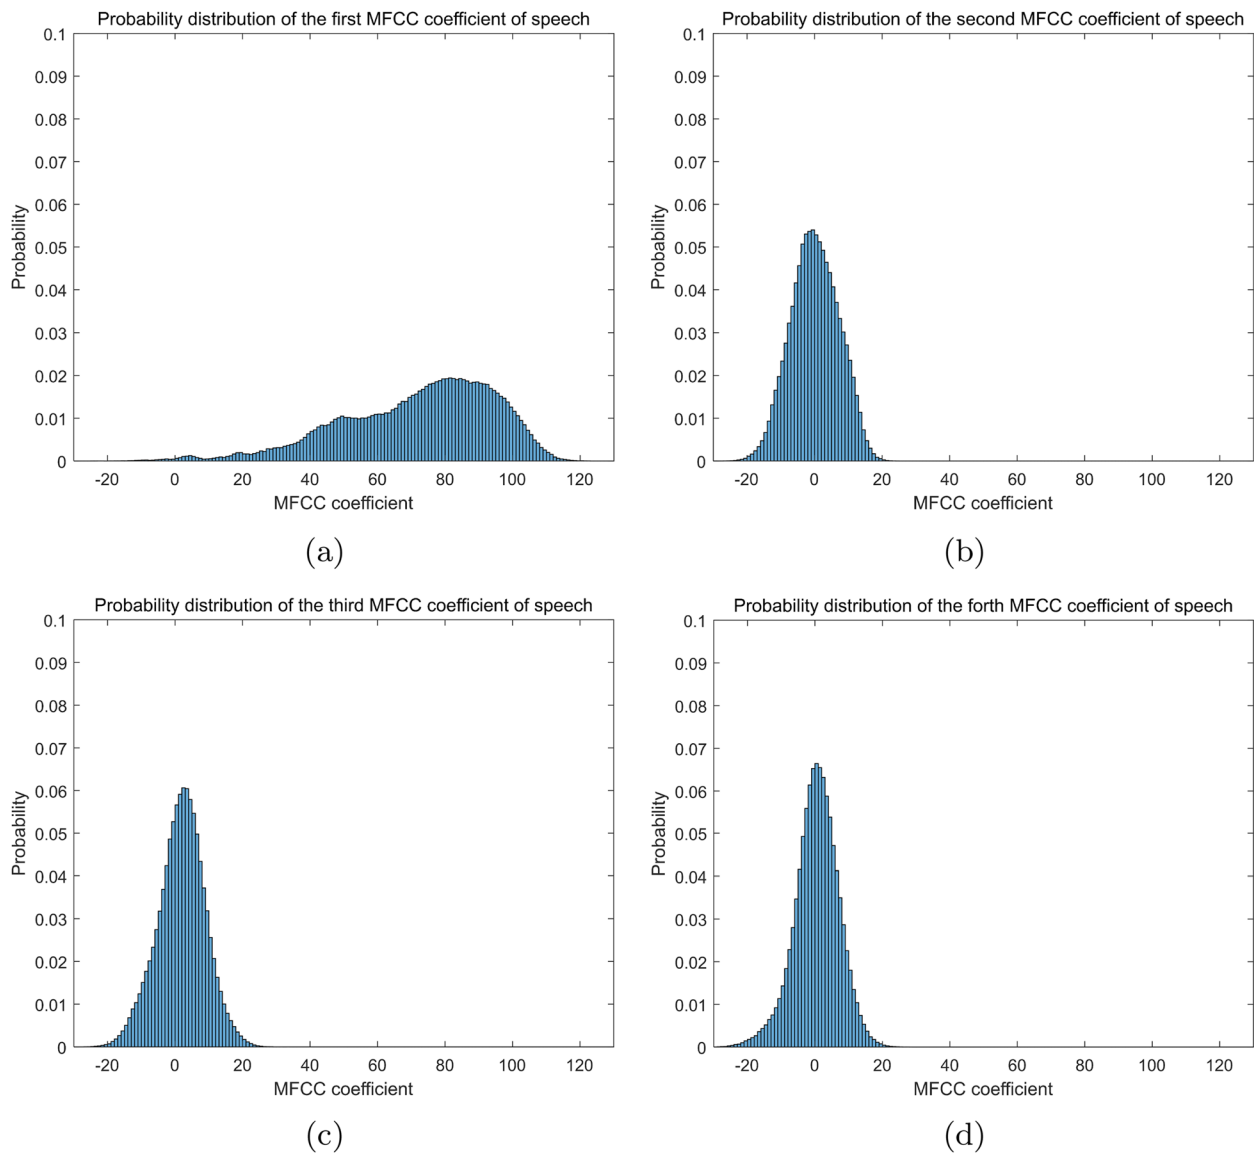 Probability distribution of the first MFCC coefficient of speech
0.1
0.09
0.08
0.07
0.06
0.05
0.04
0.03
0.02
0.01
0
Probability
-20 0 20 40 60 80 100 120
MFCC coefficient
(a)
Probability distribution of the second MFCC coefficient of speech
0.1
0.09
0.08
0.07
0.06
0.05
0.04
0.03
0.02
0.01
0
Probability
-20 0 20 40 60 80 100 120
MFCC coefficient
(b)
Probability distribution of the third MFCC coefficient of speech
0.1
0.09
0.08
0.07
0.06
0.05
0.04
0.03
0.02
0.01
0
Probability
-20 0 20 40 60 80 100 120
MFCC coefficient
(c)
Probability distribution of the forth MFCC coefficient of speech
0.1
0.09
0.08
0.07
0.06
0.05
0.04
0.03
0.02
0.01
0
Probability
-20 0 20 40 60 80 100 120
MFCC coefficient
(d)